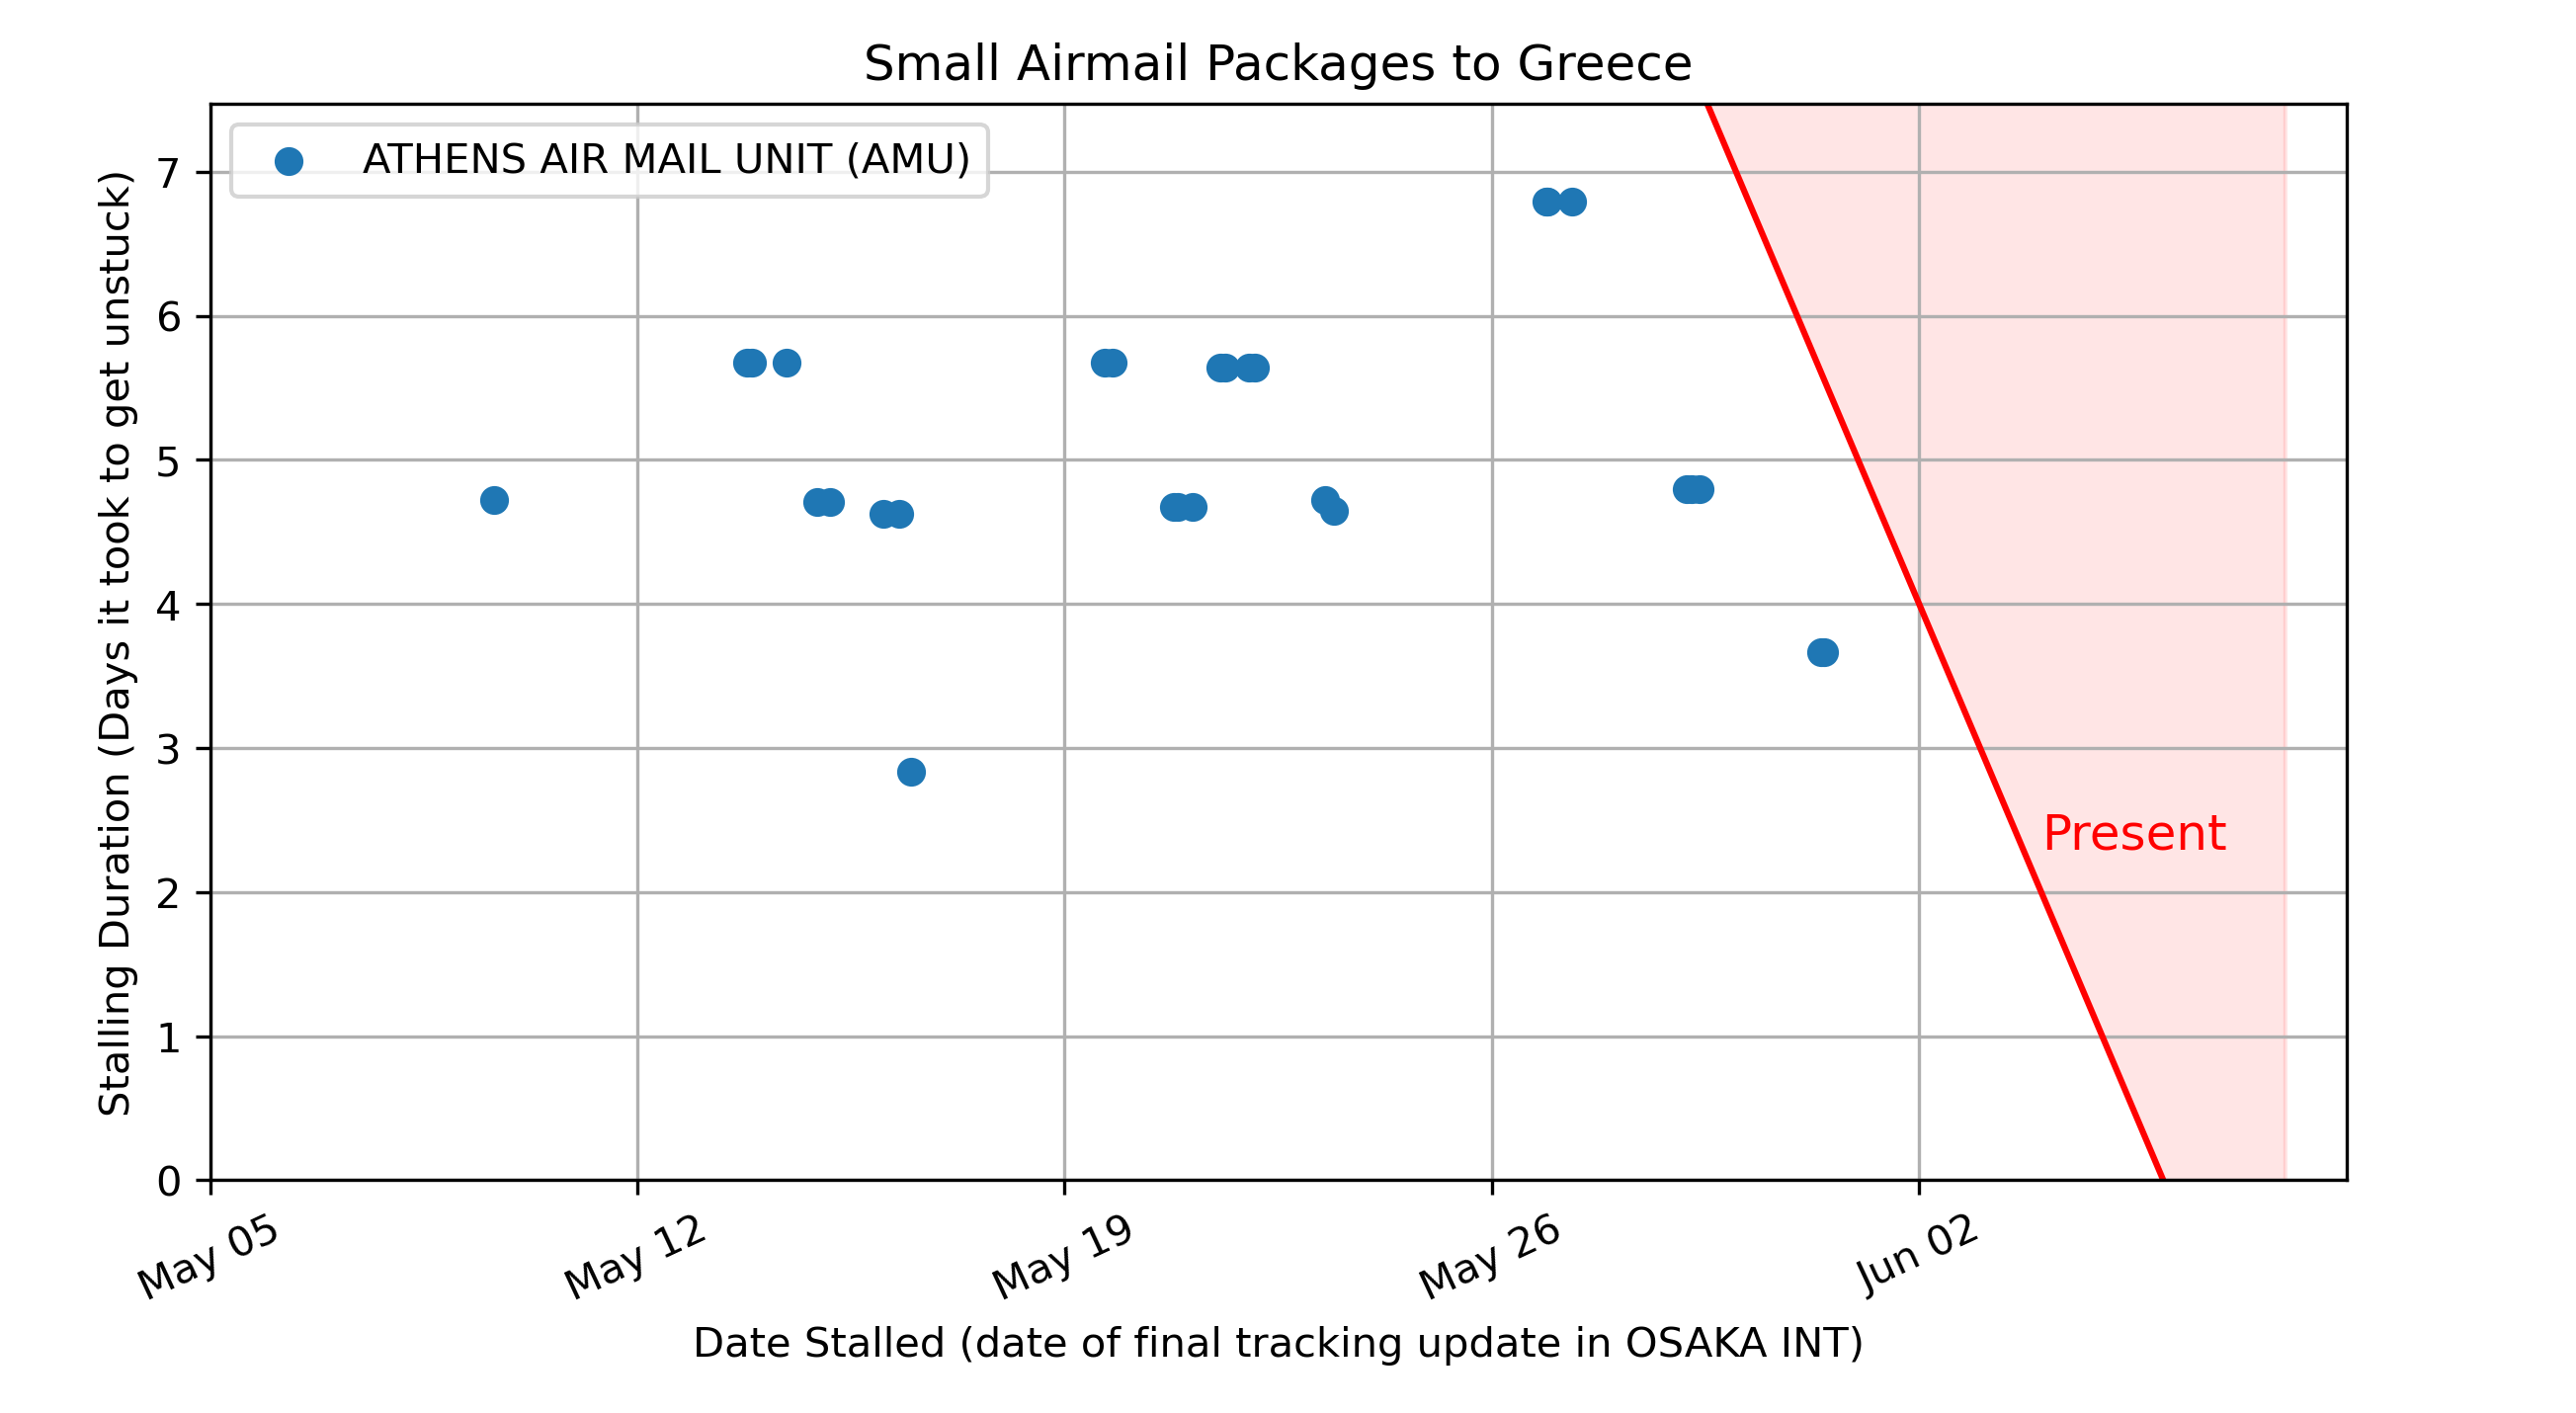 Small Airmail Packages to Greece
ATHENS AIR MAIL UNIT (AMU)
Stalling Duration (Days it took to get unstuck)
7
6
5
4
3
2
1
0
Present
May 05
May 12
May 19
May 26
Jun 02
Date Stalled (date of final tracking update in OSAKA INT)